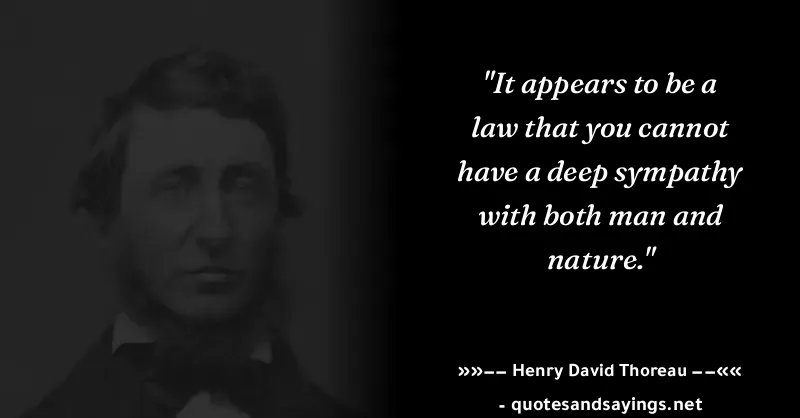 "It appears to be a
law that you cannot
have a deep sympathy
with both man and
nature."
»»–– Henry David Thoreau ––««
- quotesandsayings.net